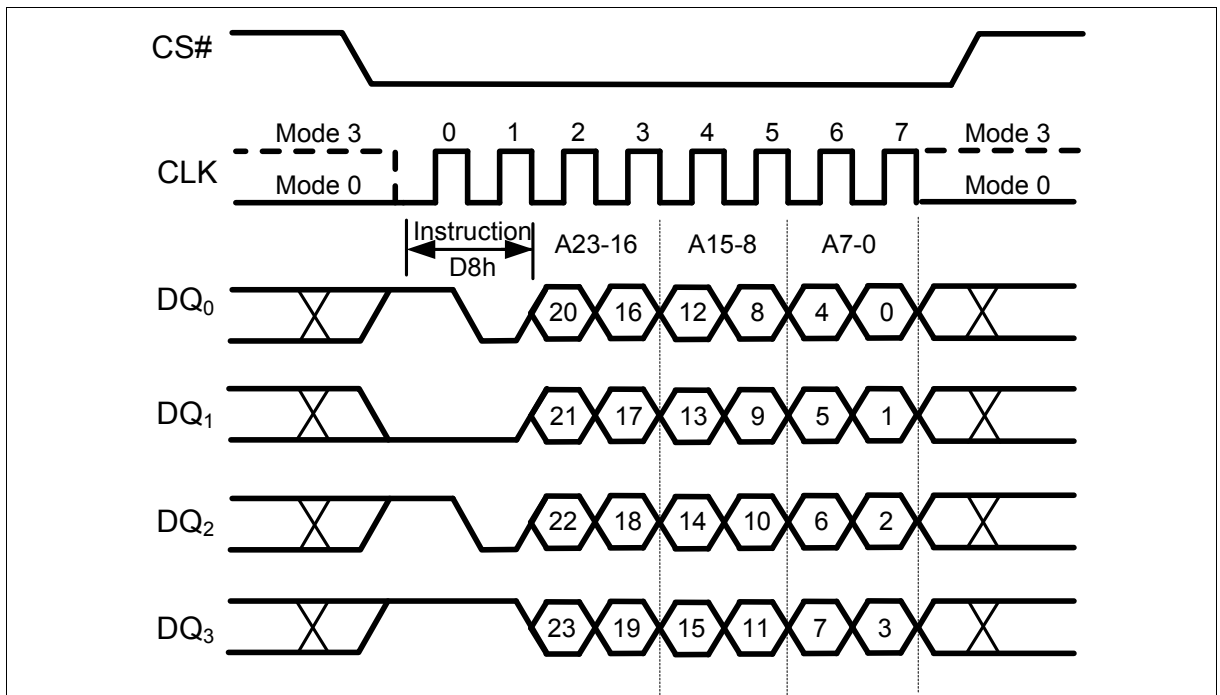 CS#
Mode 3 0 1 2 3 4 5 6 7 Mode 3
CLK
Mode 0 Mode 0
Instruction A23-16 A15-8 A7-0
D8h
DQ0 20 16 12 8 4 0
DQ1 21 17 13 9 5 1
DQ2 22 18 14 10 6 2
DQ3 23 19 15 11 7 3